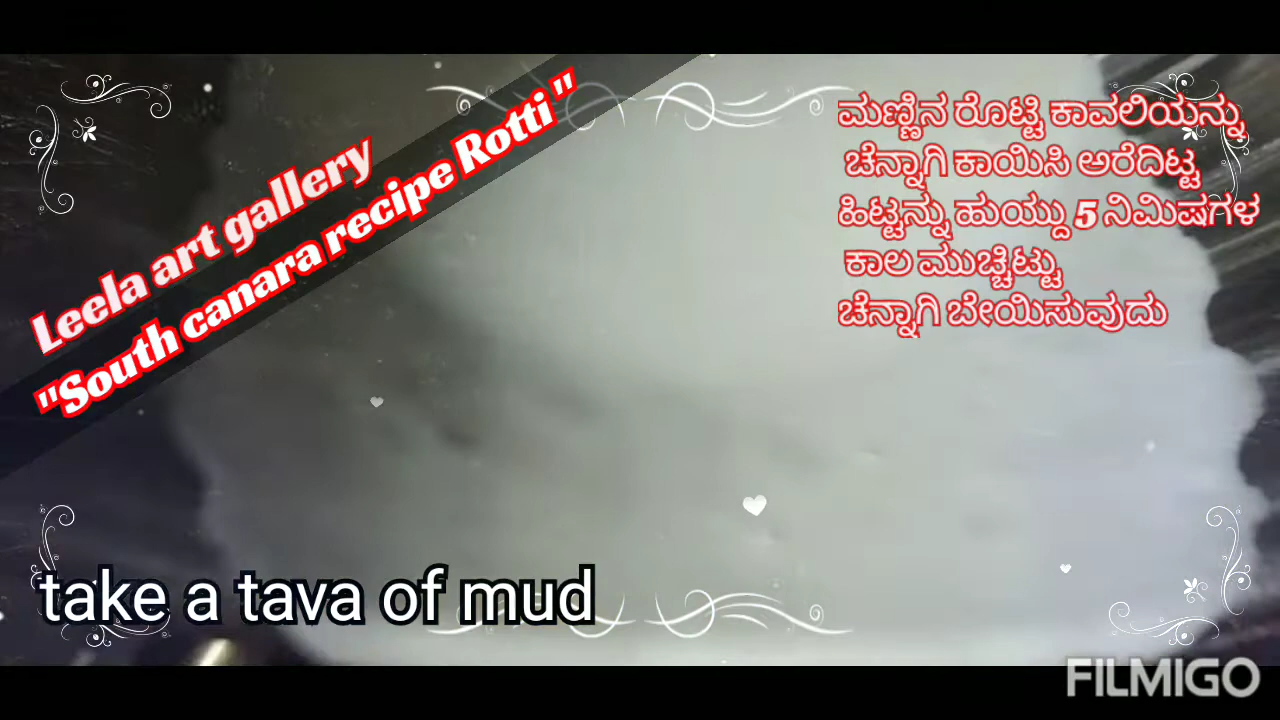 Leela art gallery
"South canara recipe Rotti"
ಮಣ್ಣಿನ ರೊಟ್ಟಿ ಕಾವಲಿಯನ್ನು
ಚೆನ್ನಾಗಿ ಕಾಯಿಸಿ ಅರೆದಿಟ್ಟ
ಹಿಟ್ಟನ್ನು ಹುಯ್ದು 5 ನಿಮಿಷಗಳ
ಕಾಲ ಮುಚ್ಚಿಟ್ಟು
ಚೆನ್ನಾಗಿ ಬೇಯಿಸುವುದು
take a tava of mud
FILMIGO